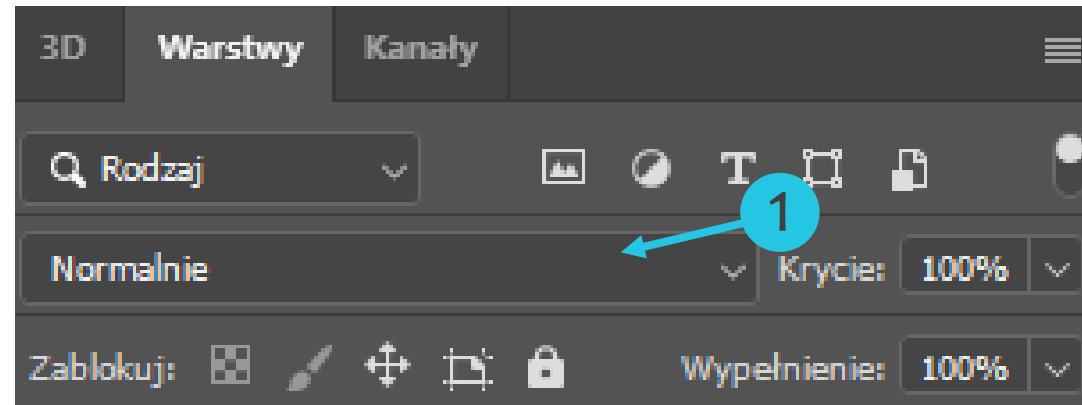 3D Warstwy Kanały
Rodzaj T
1
Normalnie Krycie: 100%
Zablokuj: Wypełnienie: 100%